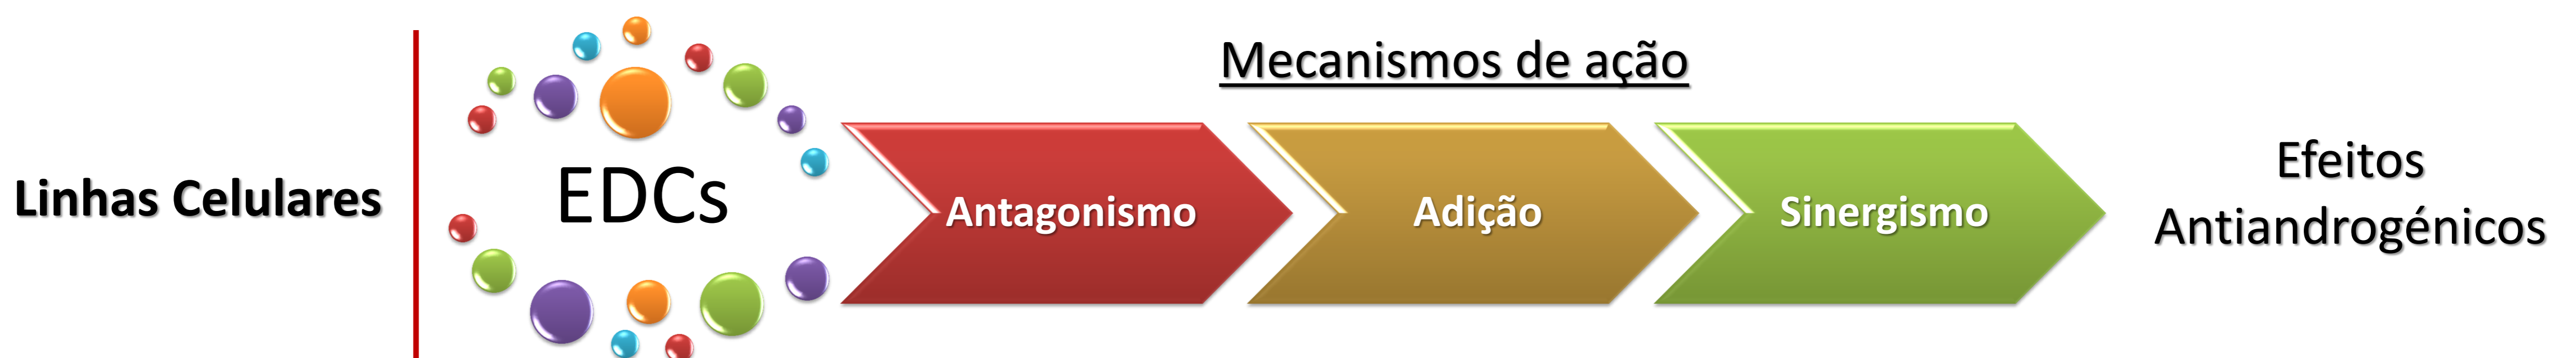 Linhas Celulares
EDCs
Mecanismos de ação
Antagonismo
Adição
Sinergismo
Efeitos
Antiandrogénicos